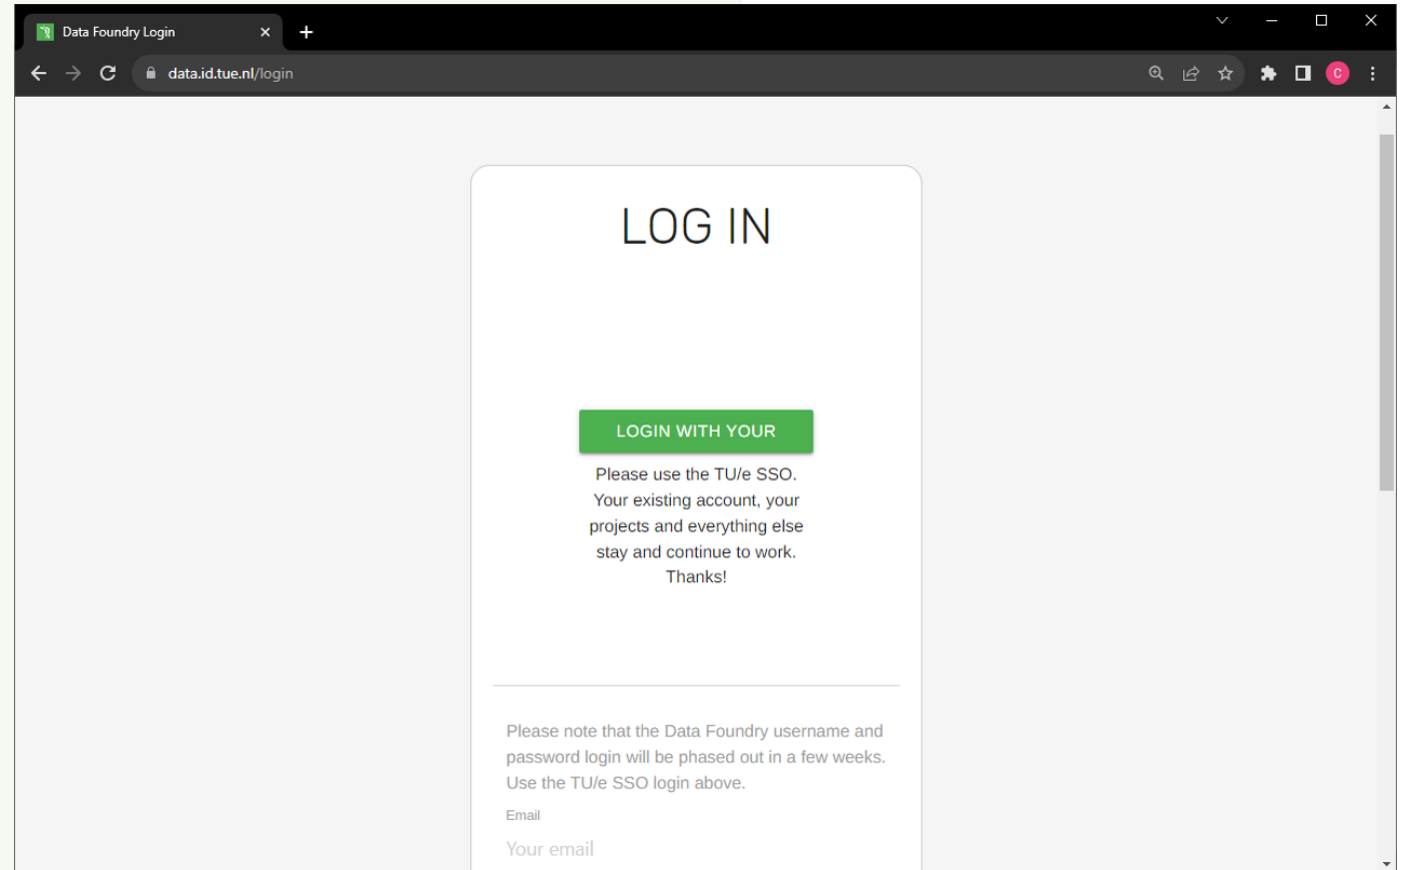 Data Foundry Login
data.id.tue.nl/login
C
LOG IN
LOGIN WITH YOUR
Please use the TU/e SSO.
Your existing account, your
projects and everything else
stay and continue to work.
Thanks!
Please note that the Data Foundry username and
password login will be phased out in a few weeks.
Use the TU/e SSO login above.
Email
Your email